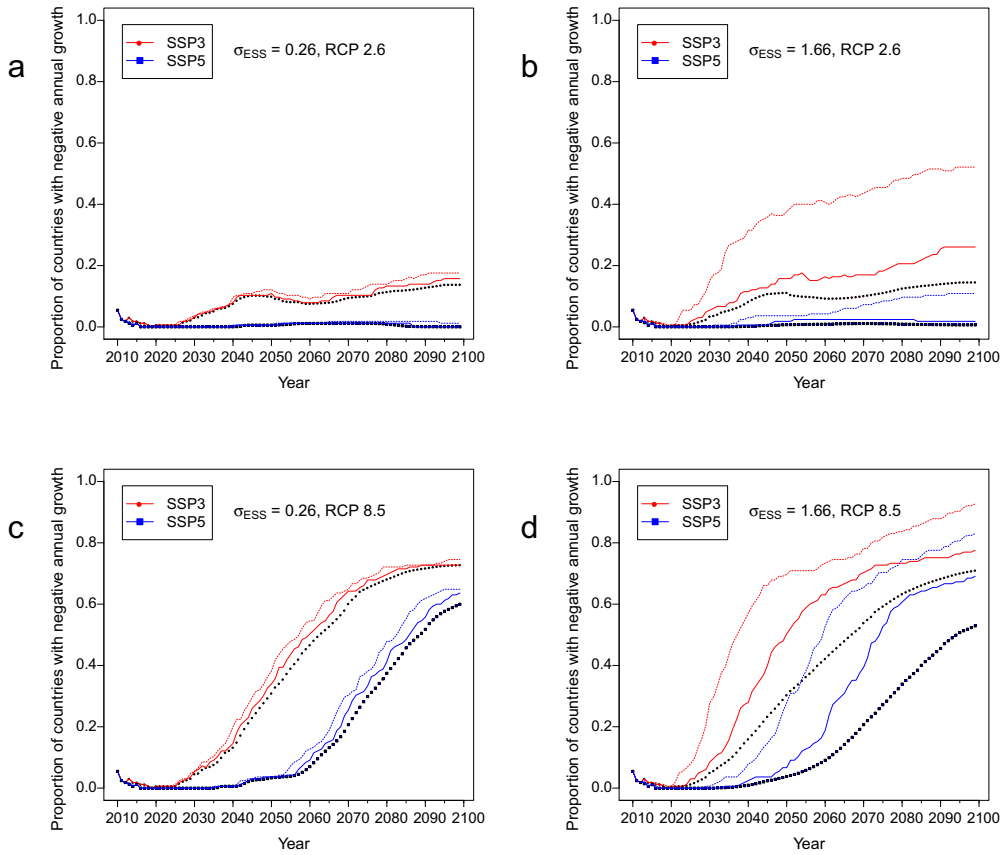 a
Proportion of countries with negative annual growth
1.0
0.8
0.6
0.4
0.2
0.0
SSP3
SSP5
σESS = 0.26, RCP 2.6
2010 2020 2030 2040 2050 2060 2070 2080 2090 2100
Year
b
Proportion of countries with negative annual growth
1.0
0.8
0.6
0.4
0.2
0.0
SSP3
SSP5
σESS = 1.66, RCP 2.6
2010 2020 2030 2040 2050 2060 2070 2080 2090 2100
Year
c
Proportion of countries with negative annual growth
1.0
0.8
0.6
0.4
0.2
0.0
SSP3
SSP5
σESS = 0.26, RCP 8.5
2010 2020 2030 2040 2050 2060 2070 2080 2090 2100
Year
d
Proportion of countries with negative annual growth
1.0
0.8
0.6
0.4
0.2
0.0
SSP3
SSP5
σESS = 1.66, RCP 8.5
2010 2020 2030 2040 2050 2060 2070 2080 2090 2100
Year